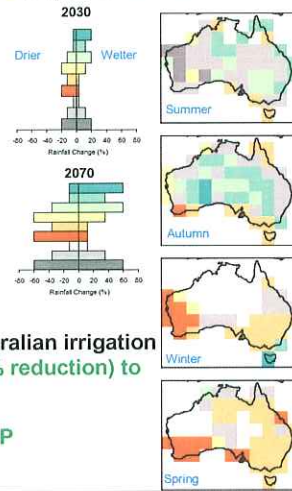 2030
Drier
Wetter
-80 -60 -40 -20 0 20 40 60 80
Rainfall Change (%)
Summer
2070
-80 -60 -40 -20 0 20 40 60 80
Rainfall Change (%)
Autumn
ralian irrigation
reduction) to
Winter
P
Spring